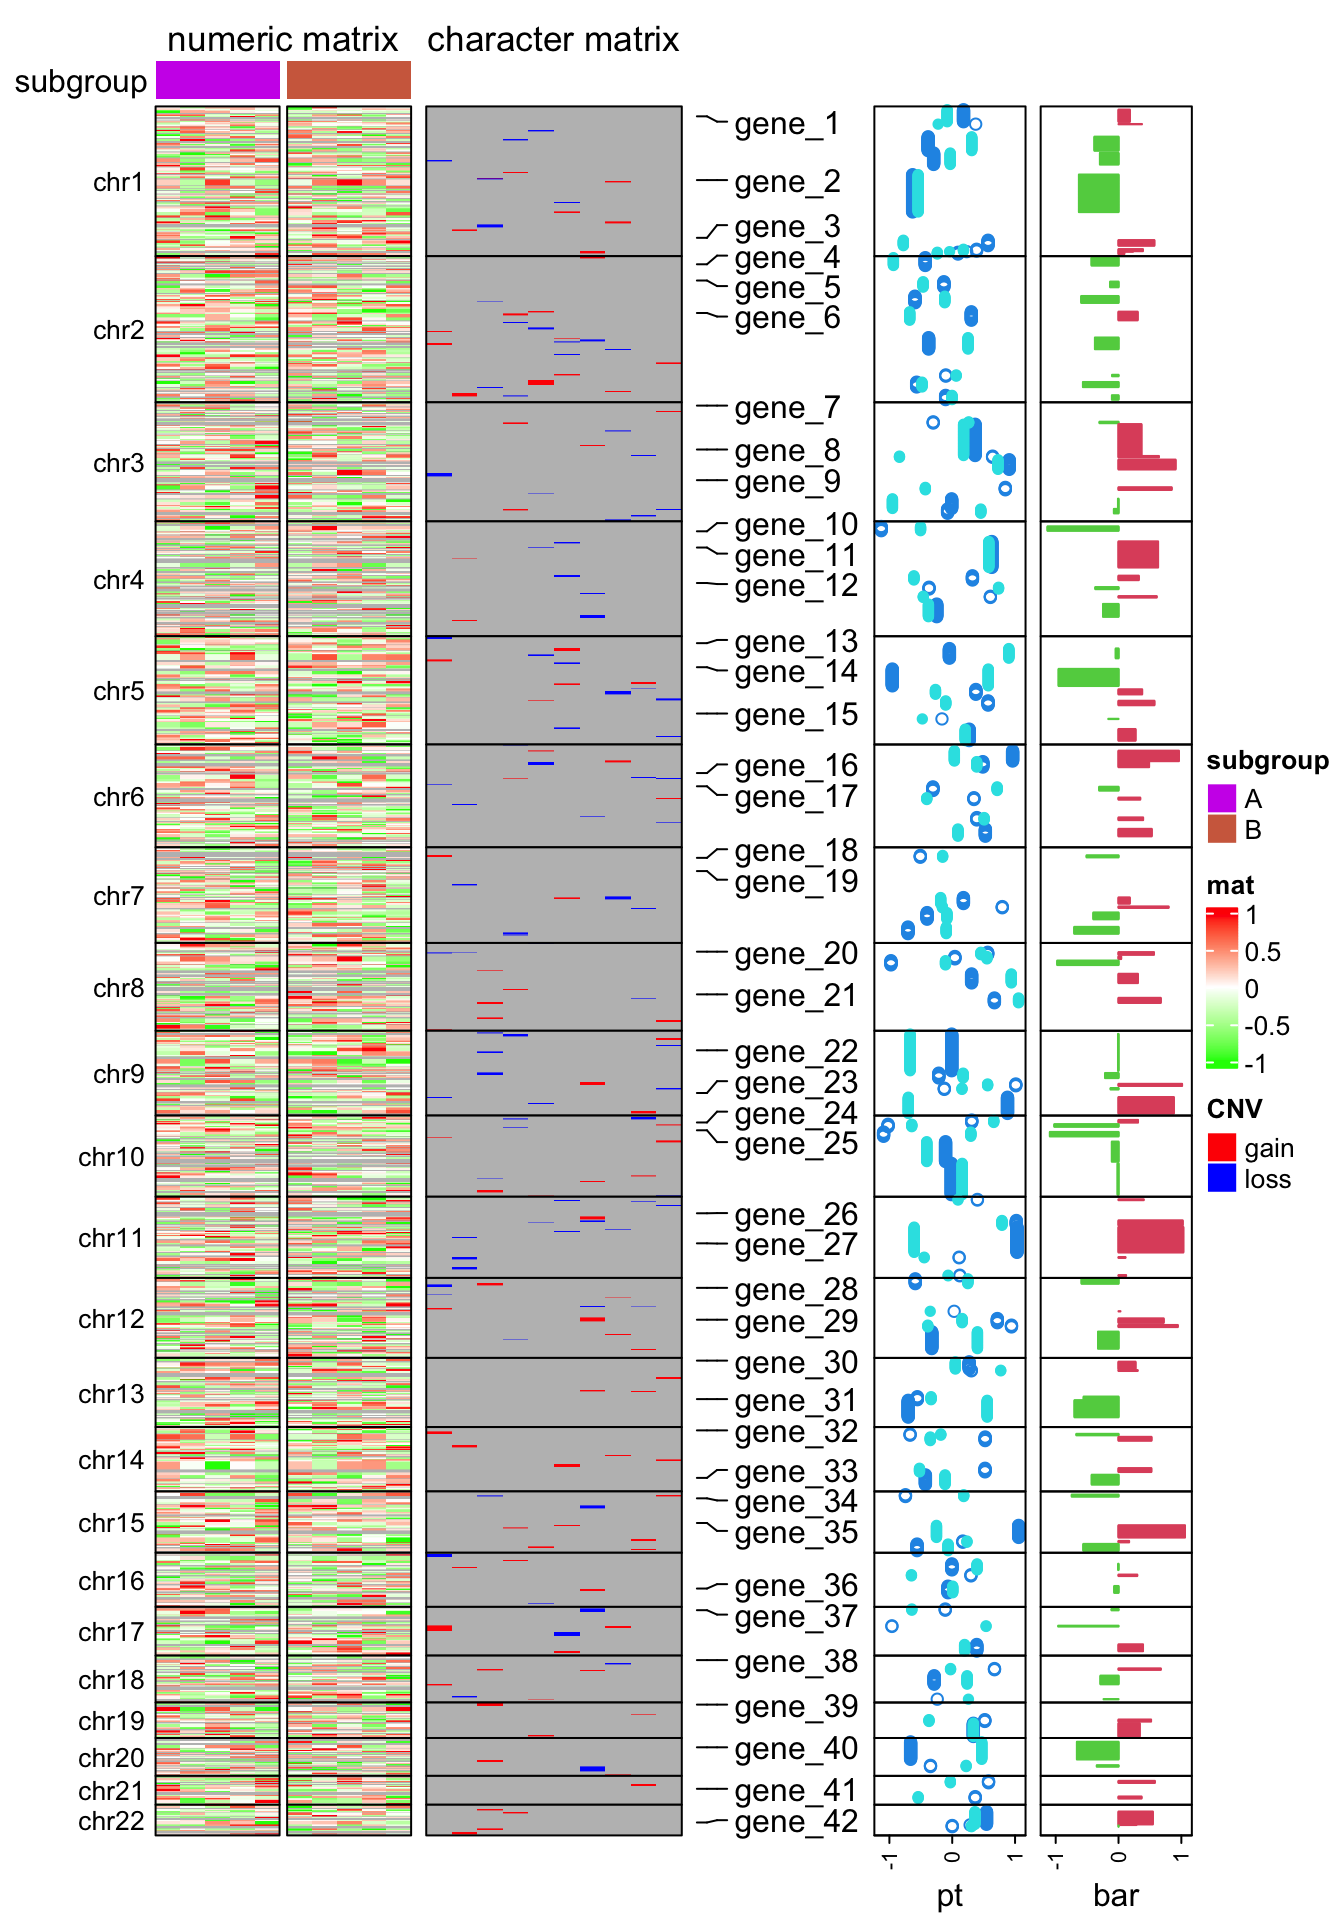 numeric matrix
character matrix
subgroup
chr1
chr2
chr3
chr4
chr5
chr6
chr7
chr8
chr9
chr10
chr11
chr12
chr13
chr14
chr15
chr16
chr17
chr18
chr19
chr20
chr21
chr22
gene_1
gene_2
gene_3
gene_4
gene_5
gene_6
gene_7
gene_8
gene_9
gene_10
gene_11
gene_12
gene_13
gene_14
gene_15
gene_16
gene_17
gene_18
gene_19
gene_20
gene_21
gene_22
gene_23
gene_24
gene_25
gene_26
gene_27
gene_28
gene_29
gene_30
gene_31
gene_32
gene_33
gene_34
gene_35
gene_36
gene_37
gene_38
gene_39
gene_40
gene_41
gene_42
-1 0 1
pt
-1 0 1
bar
subgroup
A
B
mat
1
0.5
0
-0.5
-1
CNV
gain
loss